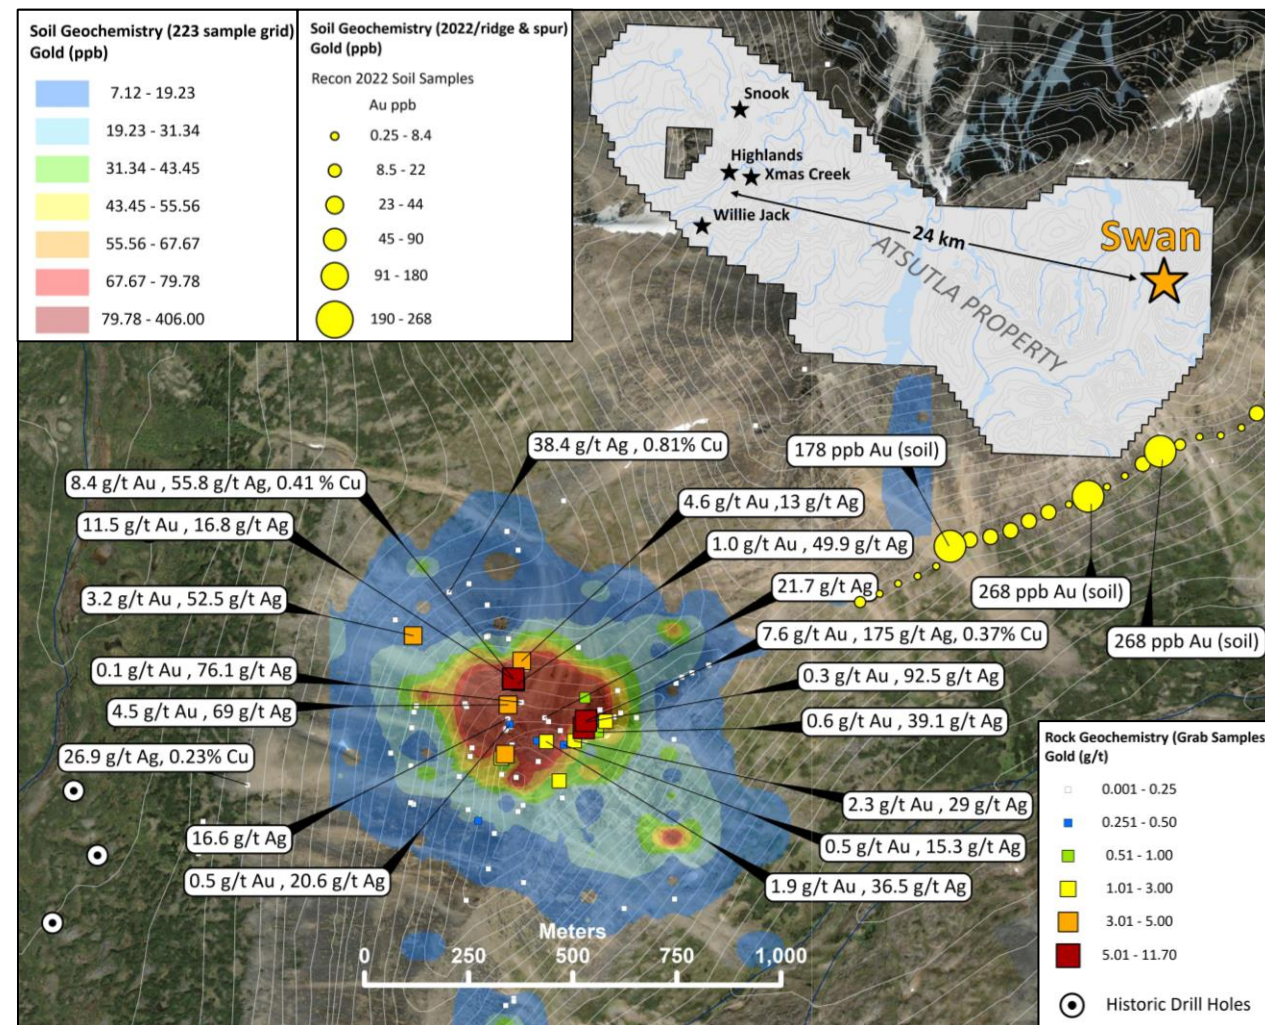 Soil Geochemistry (223 sample grid)
Gold (ppb)
7.12 - 19.23
19.23 - 31.34
31.34 - 43.45
43.45 - 55.56
55.56 - 67.67
67.67 - 79.78
79.78 - 406.00
Soil Geochemistry (2022/ridge & spur)
Gold (ppb)
Recon 2022 Soil Samples
Au ppb
0.25 - 8.4
8.5 - 22
23 - 44
45 - 90
91 - 180
190 - 268
Snook
Highlands
Xmas Creek
Willie Jack
24 km
Swan
ATSUTLA PROPERTY
38.4 g/t Ag , 0.81% Cu
178 ppb Au (soil)
8.4 g/t Au , 55.8 g/t Ag, 0.41 % Cu
4.6 g/t Au ,13 g/t Ag
11.5 g/t Au , 16.8 g/t Ag
1.0 g/t Au , 49.9 g/t Ag
3.2 g/t Au , 52.5 g/t Ag
21.7 g/t Ag
268 ppb Au (soil)
7.6 g/t Au , 175 g/t Ag, 0.37% Cu
268 ppb Au (soil)
0.1 g/t Au , 76.1 g/t Ag
0.3 g/t Au , 92.5 g/t Ag
4.5 g/t Au , 69 g/t Ag
0.6 g/t Au , 39.1 g/t Ag
26.9 g/t Ag, 0.23% Cu
2.3 g/t Au , 29 g/t Ag
16.6 g/t Ag
0.5 g/t Au , 15.3 g/t Ag
0.5 g/t Au , 20.6 g/t Ag
1.9 g/t Au , 36.5 g/t Ag
Meters
0 250 500 750 1,000
Rock Geochemistry (Grab Samples
Gold (g/t)
0.001 - 0.25
0.251 - 0.50
0.51 - 1.00
1.01 - 3.00
3.01 - 5.00
5.01 - 11.70
Historic Drill Holes